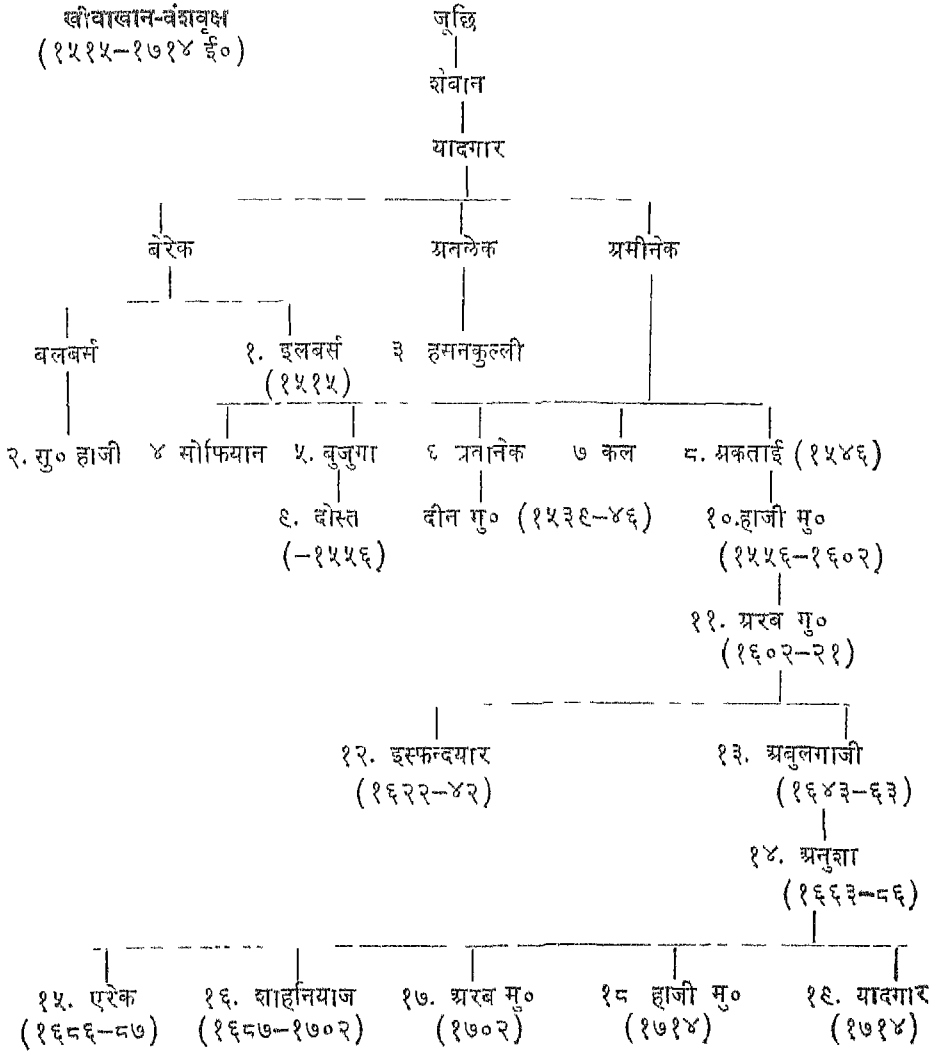 खीवाखान-वंशवृक्ष
(१५१५–१७१४ ई०)
जूछि
शेबान
यादगार
बेरेक
अतलेक
अमीनेक
बलबर्स
१. इलबर्स
३ हसनकुल्ली
(१५१५)
२. मु० हाजी
४ सोफियान
५. बुजुगा
६ अतानेक
७ कल
८. अकताई (१५४६)
९. दोस्त
दीन मु० (१५३९–४६)
१०.हाजी मु०
(–१५५६)
(१५५६–१६०२)
११. अरब मु०
(१६०२–२१)
१२. इस्फन्दयार
१३. अबुलगाजी
(१६२२–४२)
(१६४३–६३)
१४. अनुशा
(१६६३–८६)
१५. एरेक
१६. शाहनियाज
१७. अरब मु०
१८ हाजी मु०
१९. यादगार
(१६८६–८७)
(१६८७–१७०२)
(१७०२)
(१७१४)
(१७१४)